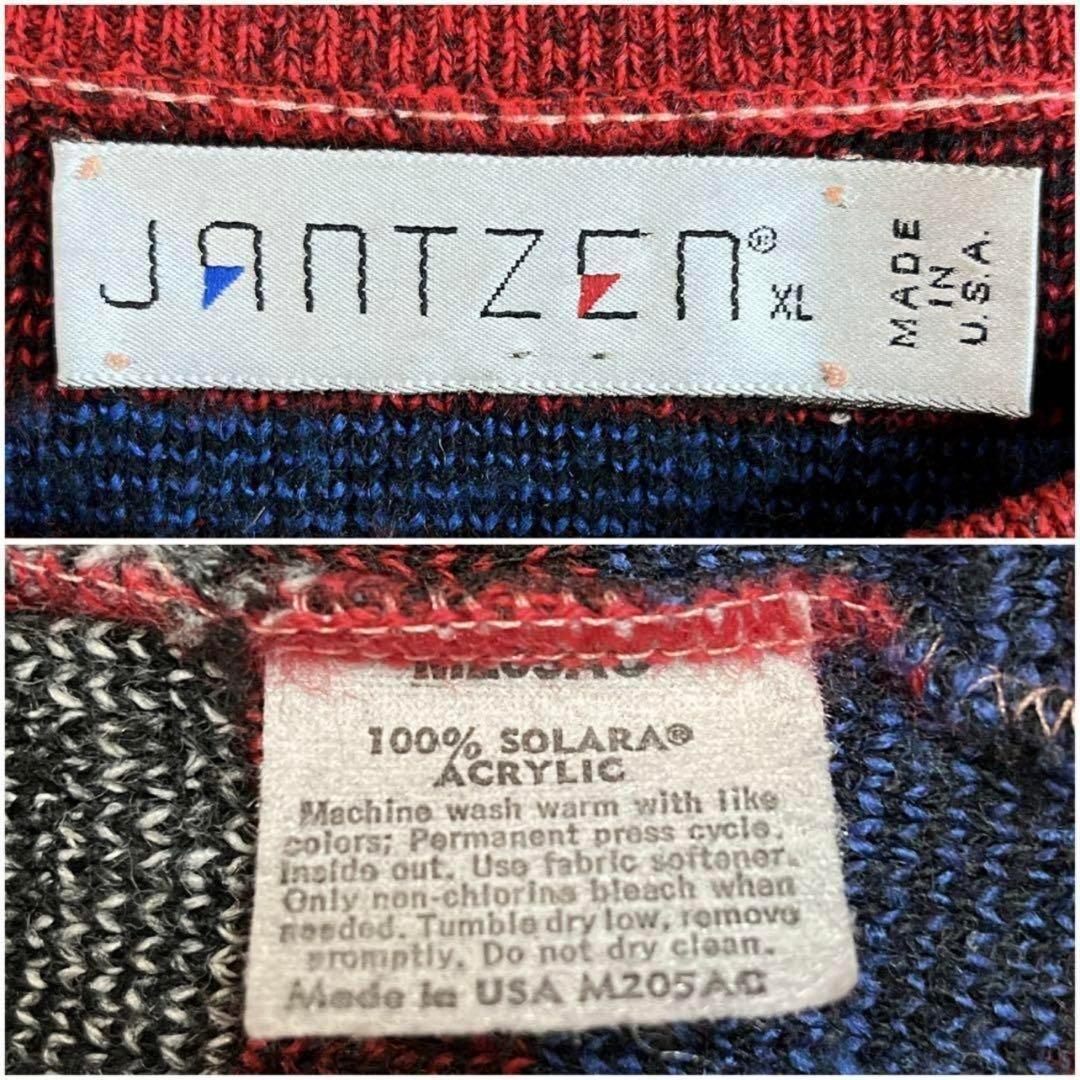 JANTZEN®
XL
MADE
IN
U.S.A.
100% SOLARA®
ACRYLIC
Machine wash warm with like
colors; Permanent press cycle.
Inside out. Use fabric softener.
Only non-chlorine bleach when
needed. Tumble dry low, remove
promptly. Do not dry clean.
Made in USA M205AC